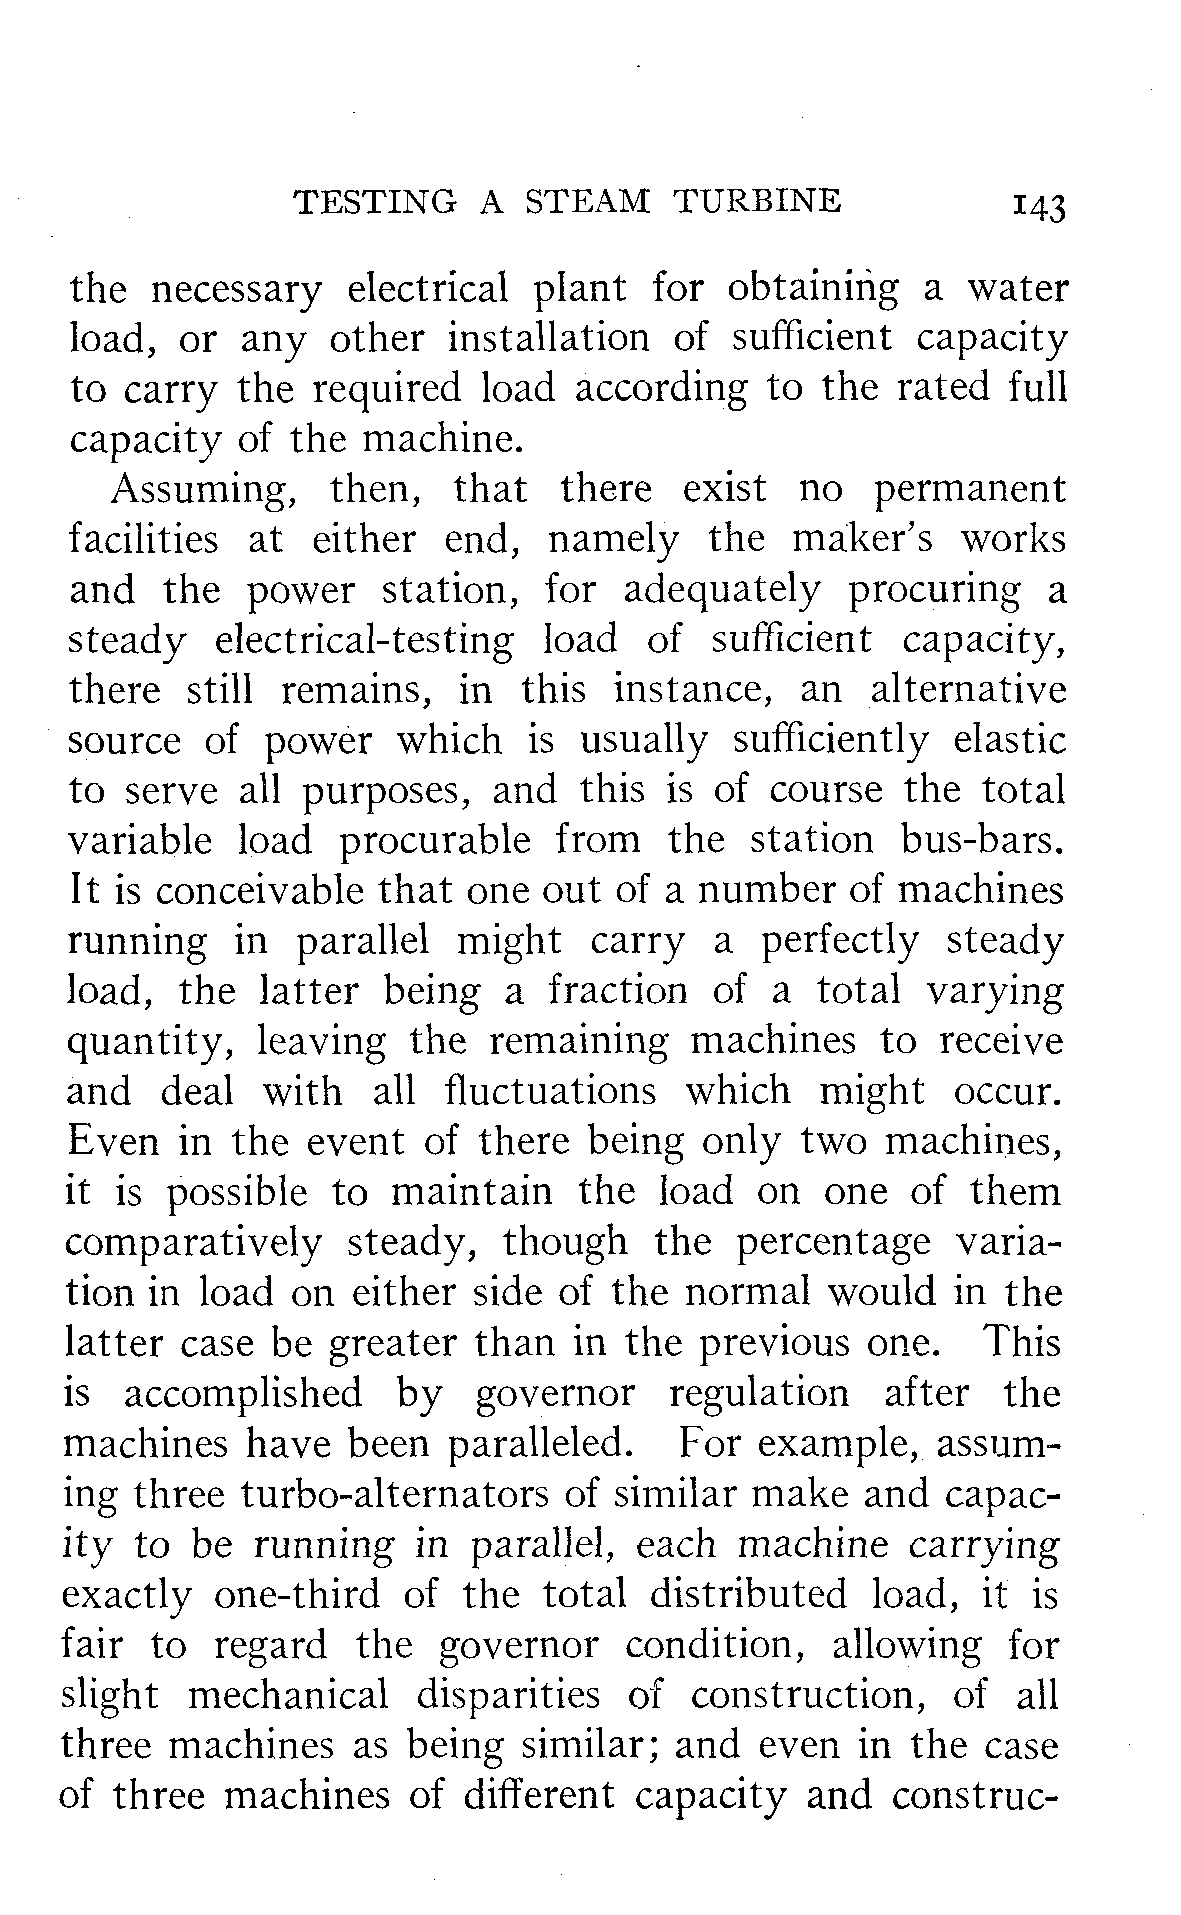 TESTING A STEAM TURBINE 143
the necessary electrical plant for obtaining a water
load, or any other installation of sufficient capacity
to carry the required load according to the rated full
capacity of the machine.
Assuming, then, that there exist no permanent
facilities at either end, namely the maker's works
and the power station, for adequately procuring a
steady electrical-testing load of sufficient capacity,
there still remains, in this instance, an alternative
source of power which is usually sufficiently elastic
to serve all purposes, and this is of course the total
variable load procurable from the station bus-bars.
It is conceivable that one out of a number of machines
running in parallel might carry a perfectly steady
load, the latter being a fraction of a total varying
quantity, leaving the remaining machines to receive
and deal with all fluctuations which might occur.
Even in the event of there being only two machines,
it is possible to maintain the load on one of them
comparatively steady, though the percentage varia-
tion in load on either side of the normal would in the
latter case be greater than in the previous one. This
is accomplished by governor regulation after the
machines have been paralleled. For example, assum-
ing three turbo-alternators of similar make and capac-
ity to be running in parallel, each machine carrying
exactly one-third of the total distributed load, it is
fair to regard the governor condition, allowing for
slight mechanical disparities of construction, of all
three machines as being similar; and even in the case
of three machines of different capacity and construc-